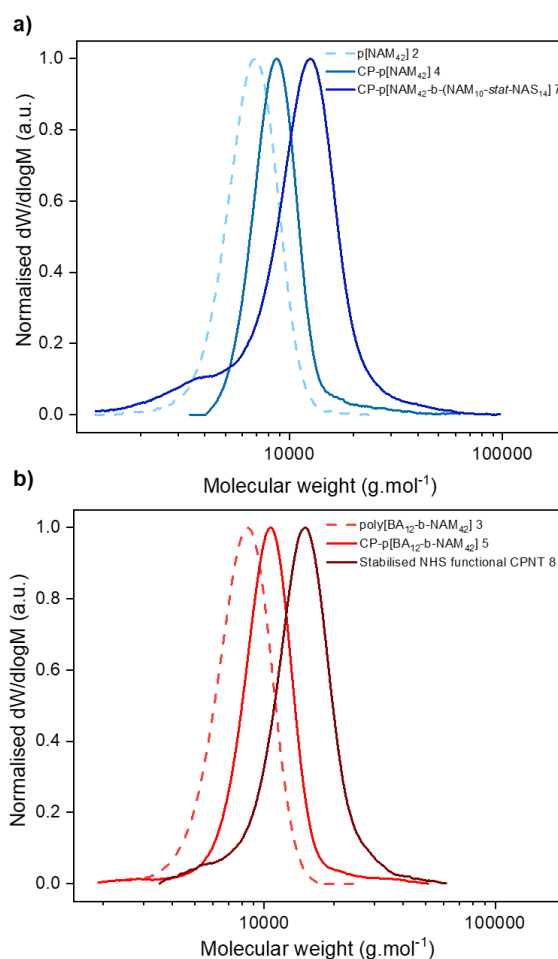 a)
p[NAM₄₂] 2
CP-p[NAM₄₂] 4
CP-p[NAM₄₂-b-(NAM₁₀-stat-NAS₁₄] 7
1.0
0.8
0.6
0.4
0.2
0.0
Normalised dW/dlogM (a.u.)
10000
100000
Molecular weight (g.mol⁻¹)
b)
poly[BA₁₂-b-NAM₄₂] 3
CP-p[BA₁₂-b-NAM₄₂] 5
Stabilised NHS functional CPNT 8
1.0
0.8
0.6
0.4
0.2
0.0
Normalised dW/dlogM (a.u.)
10000
100000
Molecular weight (g.mol⁻¹)